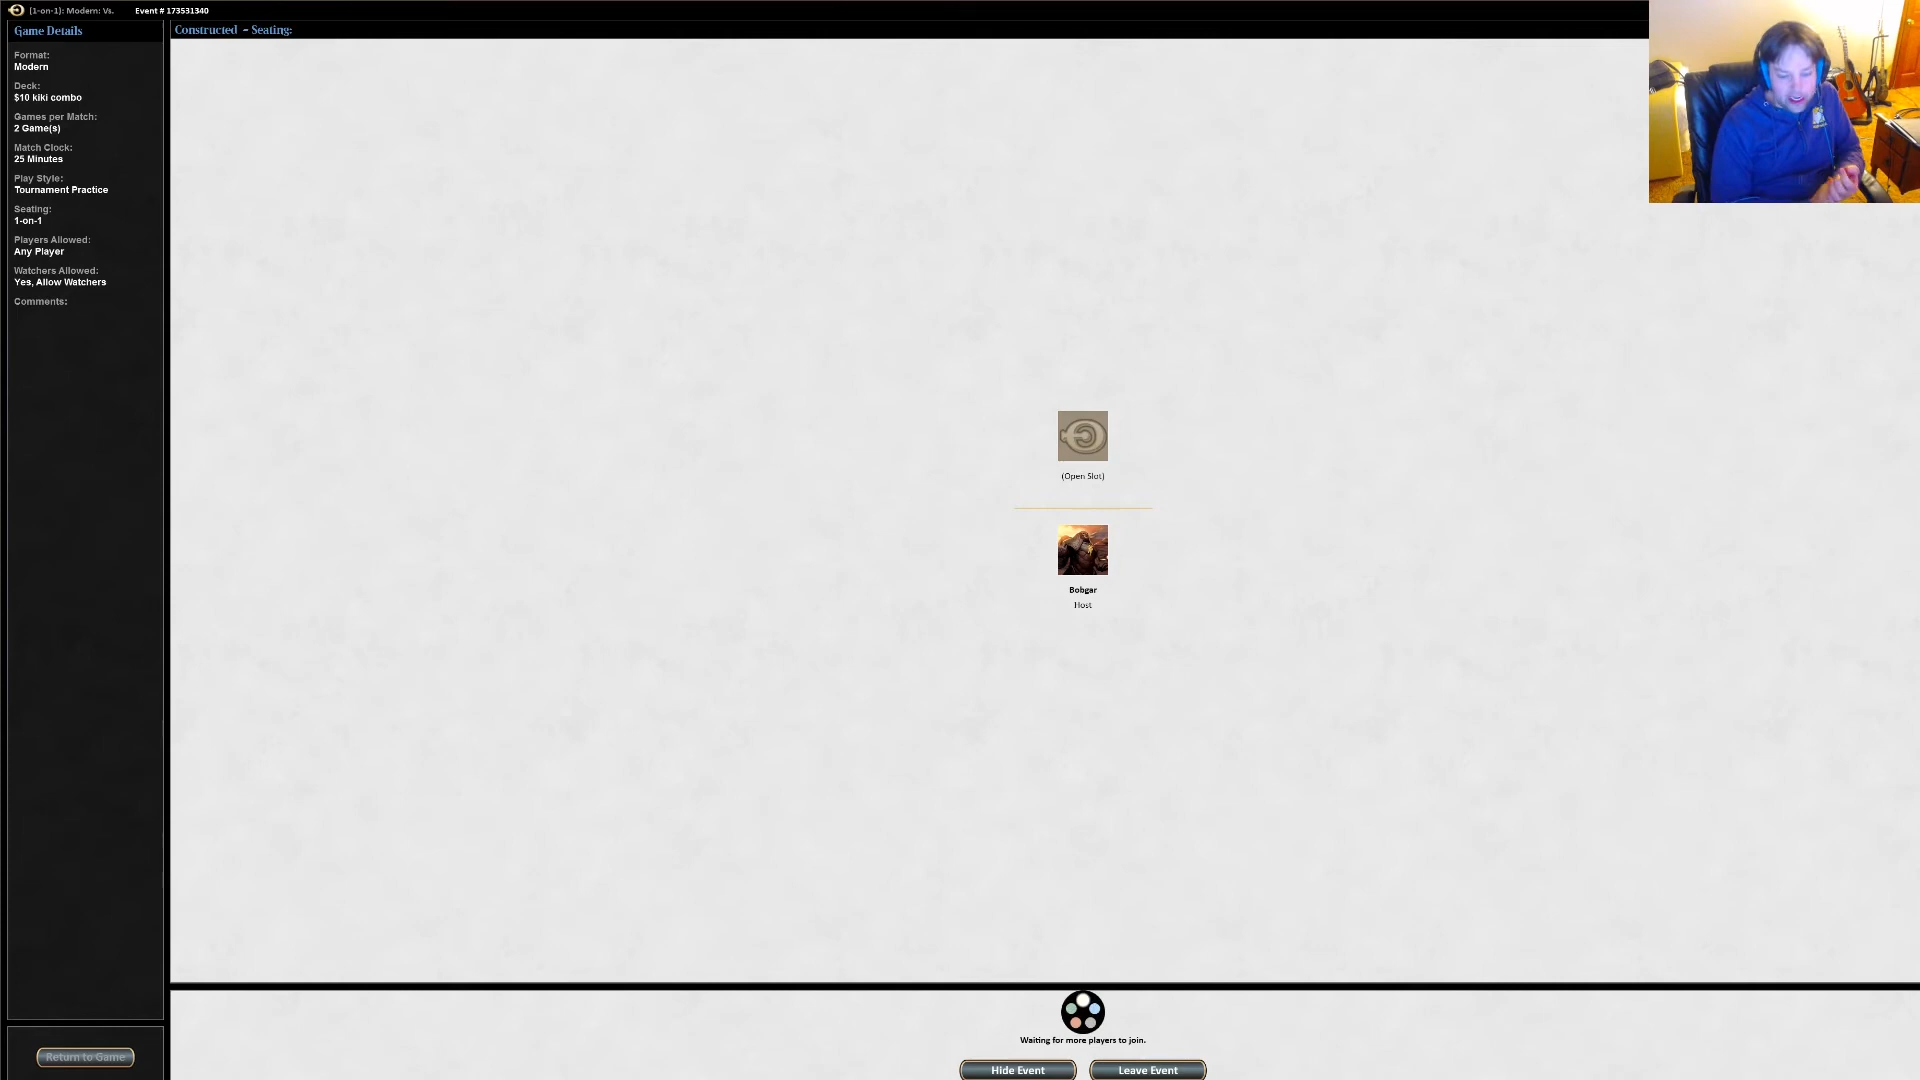 (1-on-1): Modern: Vs. Event # 173531340
Game Details
Format:
Modern
Deck:
$10 kiki combo
Games per Match:
2 Game(s)
Match Clock:
25 Minutes
Play Style:
Tournament Practice
Seating:
1-on-1
Players Allowed:
Any Player
Watchers Allowed:
Yes, Allow Watchers
Comments:
Return to Game
Constructed - Seating:
(Open Slot)
Bobgar
Host
Waiting for more players to join.
Hide Event Leave Event